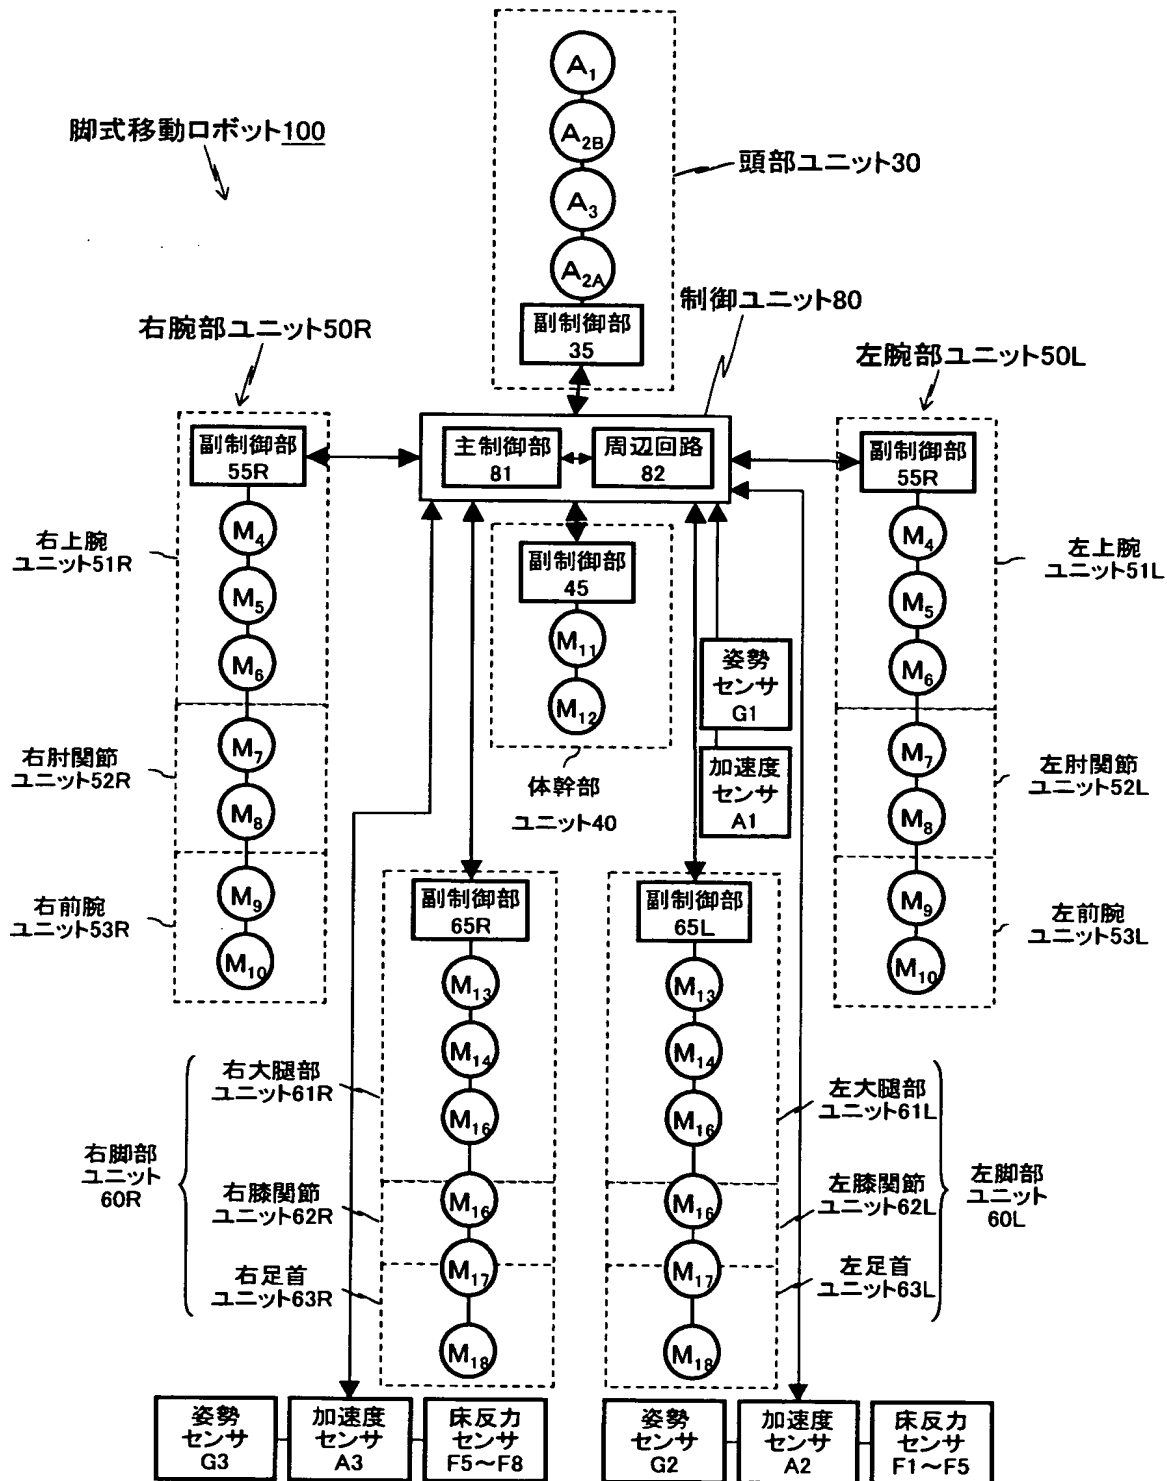 脚式移動ロボット100
A1
A2B
A3
A2A
副制御部
35
頭部ユニット30
制御ユニット80
右腕部ユニット50R
左腕部ユニット50L
副制御部
55R
主制御部
81
周辺回路
82
副制御部
55R
右上腕
ユニット51R
M4
M5
M6
右肘関節
ユニット52R
M7
M8
右前腕
ユニット53R
M9
M10
副制御部
45
M11
M12
体幹部
ユニット40
姿勢
センサ
G1
加速度
センサ
A1
M4
M5
M6
左上腕
ユニット51L
M7
M8
左肘関節
ユニット52L
M9
M10
左前腕
ユニット53L
副制御部
65R
M13
M14
M16
M16
M17
M18
右大腿部
ユニット61R
右膝関節
ユニット62R
右足首
ユニット63R
右脚部
ユニット
60R
副制御部
65L
M13
M14
M16
M16
M17
M18
左大腿部
ユニット61L
左膝関節
ユニット62L
左足首
ユニット63L
左脚部
ユニット
60L
姿勢
センサ
G3
加速度
センサ
A3
床反力
センサ
F5～F8
姿勢
センサ
G2
加速度
センサ
A2
床反力
センサ
F1～F5